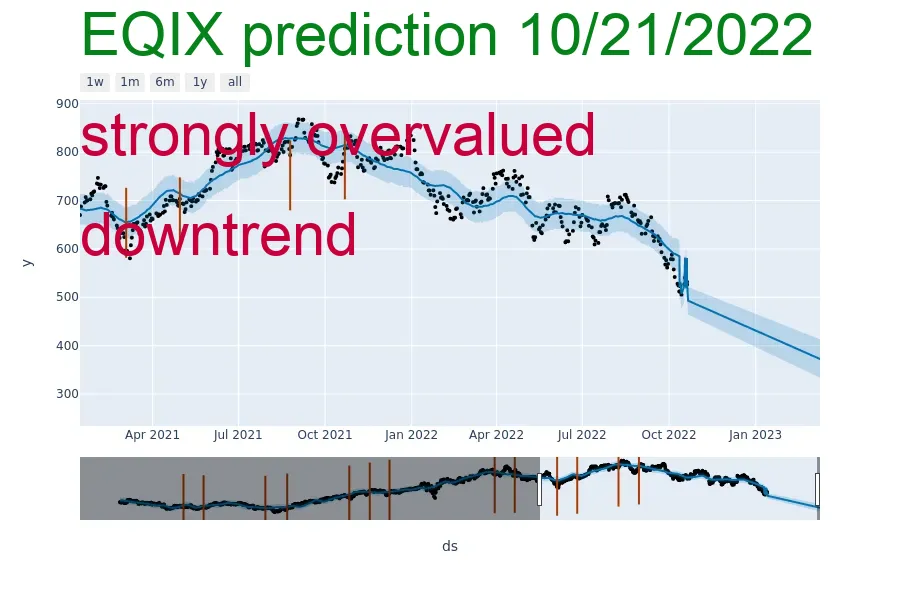 EQIX prediction 10/21/2022
1w 1m 6m 1y all
900
strongly overvalued
800
700
downtrend
600
y
500
400
300
Apr 2021 Jul 2021 Oct 2021 Jan 2022 Apr 2022 Jul 2022 Oct 2022 Jan 2023
ds